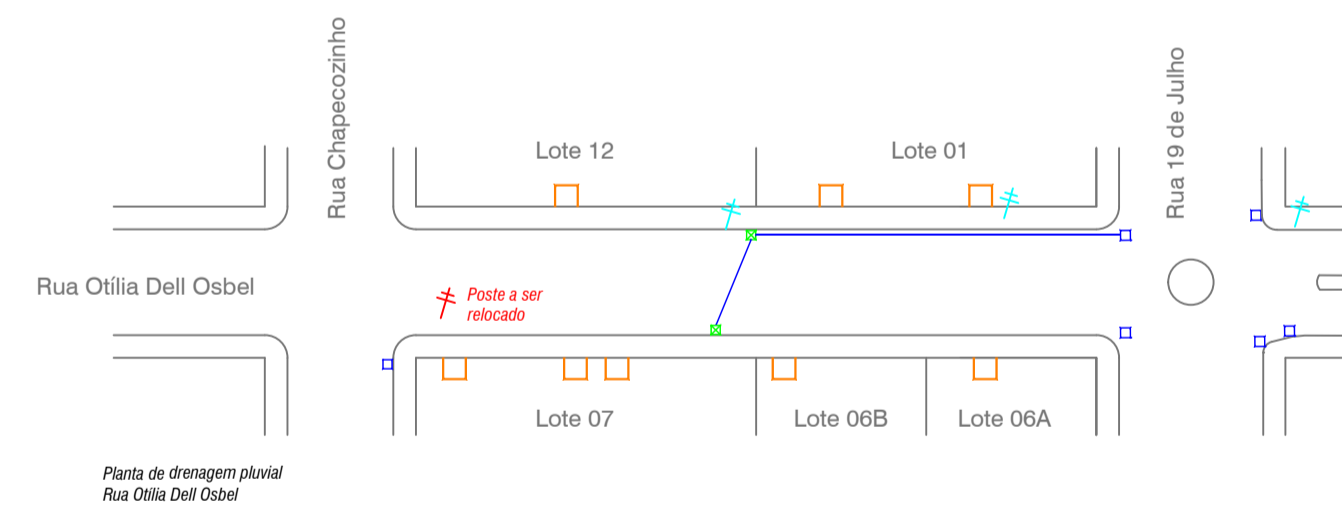 Rua Chapecozinho
Rua 19 de Julho
Lote 12
Lote 01
Rua Otília Dell Osbel
Poste a ser
relocado
Lote 07
Lote 06B
Lote 06A
Planta de drenagem pluvial
Rua Otília Dell Osbel